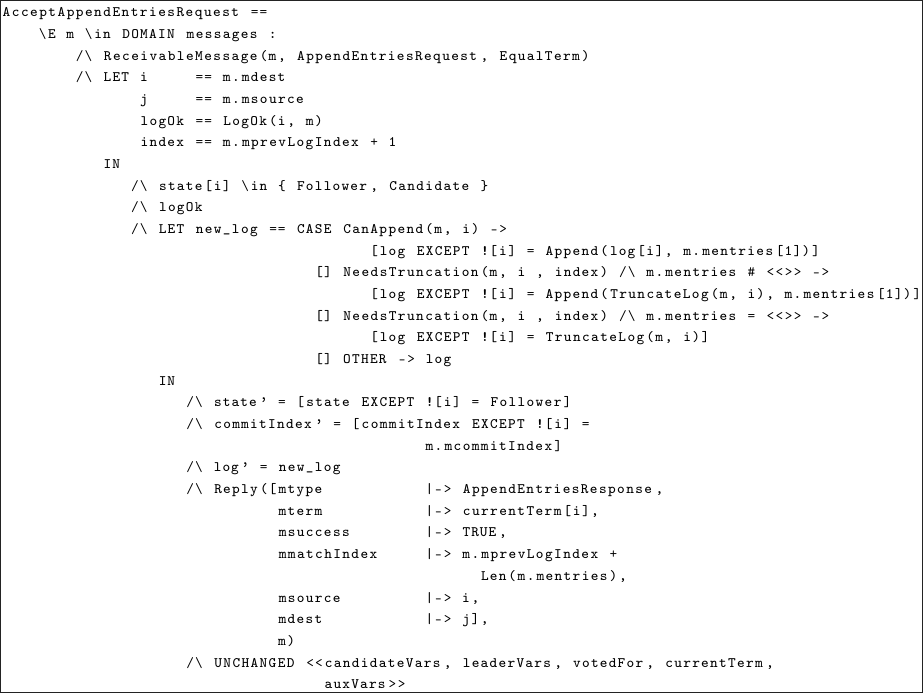 AcceptAppendEntriesRequest ==
    \E m \in DOMAIN messages :
        /\ ReceivableMessage(m, AppendEntriesRequest, EqualTerm)
        /\ LET i     == m.mdest
               j     == m.msource
               logOk == LogOk(i, m)
               index == m.mprevLogIndex + 1
           IN
              /\ state[i] \in { Follower, Candidate }
              /\ logOk
              /\ LET new_log == CASE CanAppend(m, i) ->
                                        [log EXCEPT ![i] = Append(log[i], m.mentries[1])]
                                  [] NeedsTruncation(m, i , index) /\ m.mentries # <<>> ->
                                        [log EXCEPT ![i] = Append(TruncateLog(m, i), m.mentries[1])]
                                  [] NeedsTruncation(m, i , index) /\ m.mentries = <<>> ->
                                        [log EXCEPT ![i] = TruncateLog(m, i)]
                                  [] OTHER -> log
                 IN
                    /\ state' = [state EXCEPT ![i] = Follower]
                    /\ commitIndex' = [commitIndex EXCEPT ![i] =
                                              m.mcommitIndex]
                    /\ log' = new_log
                    /\ Reply([mtype           |-> AppendEntriesResponse,
                              mterm           |-> currentTerm[i],
                              msuccess        |-> TRUE,
                              mmatchIndex     |-> m.mprevLogIndex +
                                                    Len(m.mentries),
                              msource         |-> i,
                              mdest           |-> j],
                              m)
                    /\ UNCHANGED <<candidateVars, leaderVars, votedFor, currentTerm,
                                   auxVars>>